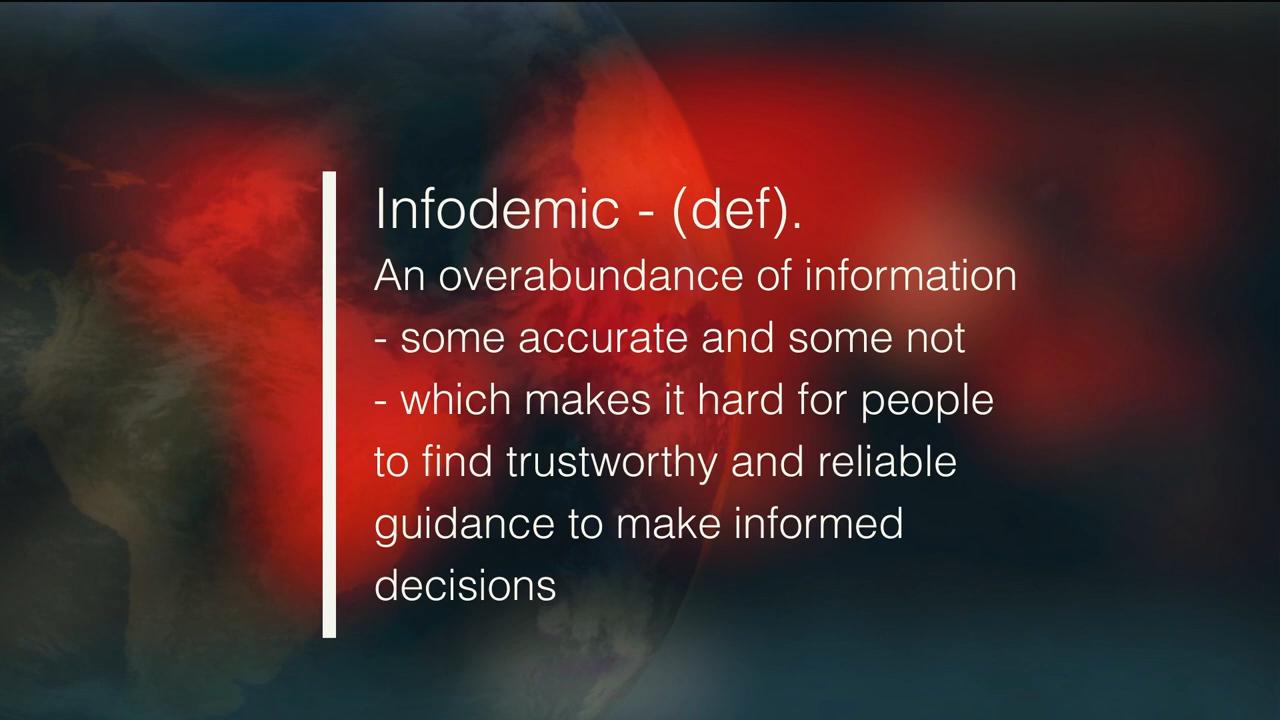 Infodemic - (def).
An overabundance of information
- some accurate and some not
- which makes it hard for people
to find trustworthy and reliable
guidance to make informed
decisions